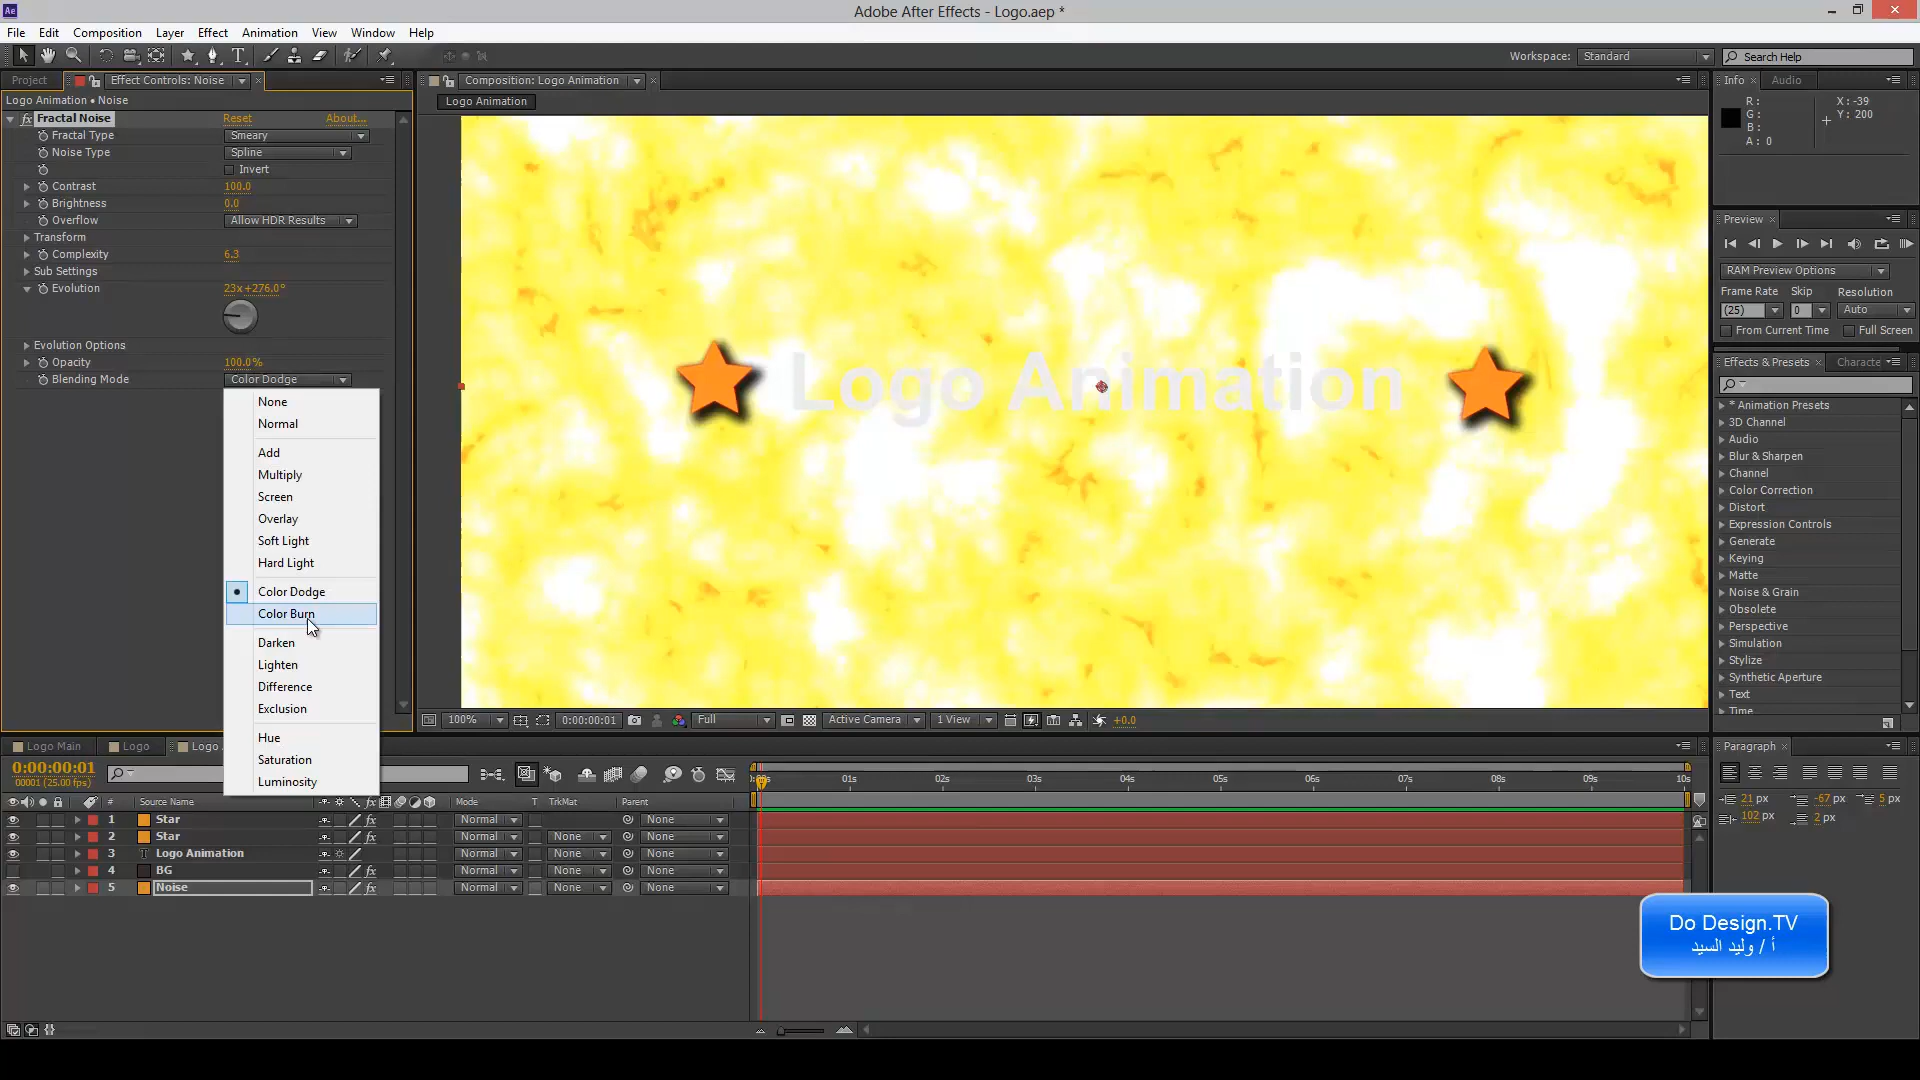 Adobe After Effects - Logo.aep *
File Edit Composition Layer Effect Animation View Window Help
Workspace: Standard
Search Help
Project
Effect Controls: Noise
Logo Animation • Noise
fx Fractal Noise Reset About...
Fractal Type Smeary
Noise Type Spline
Invert
Contrast 100.0
Brightness 0.0
Overflow Allow HDR Results
Transform
Complexity 6.3
Sub Settings
Evolution 23x+276.0°
Evolution Options
Opacity 100.0%
Blending Mode Color Dodge
None
Normal
Add
Multiply
Screen
Overlay
Soft Light
Hard Light
Color Dodge
Color Burn
Darken
Lighten
Difference
Exclusion
Hue
Saturation
Luminosity
Composition: Logo Animation
Logo Animation
Logo Animation
100% 0:00:00:01 Full Active Camera 1 View +0.0
Info Audio
R: X: -39
G: Y: 200
B:
A: 0
Preview
RAM Preview Options
Frame Rate Skip Resolution
(25) 0 Auto
From Current Time Full Screen
Effects & Presets Characte
* Animation Presets
3D Channel
Audio
Blur & Sharpen
Channel
Color Correction
Distort
Expression Controls
Generate
Keying
Matte
Noise & Grain
Obsolete
Perspective
Simulation
Stylize
Synthetic Aperture
Text
Time
Logo Main Logo Logo
0:00:00:01
00001 (25.00 fps)
# Source Name Mode T TrkMat Parent
1 Star Normal None
2 Star Normal None None
3 T Logo Animation Normal None None
4 BG Normal None None
5 Noise Normal None None
01s 02s 03s 04s 05s 06s 07s 08s 09s 10s
Paragraph
21 px -67 px 5 px
102 px 2 px
Do Design.TV
أ / وليد السيد